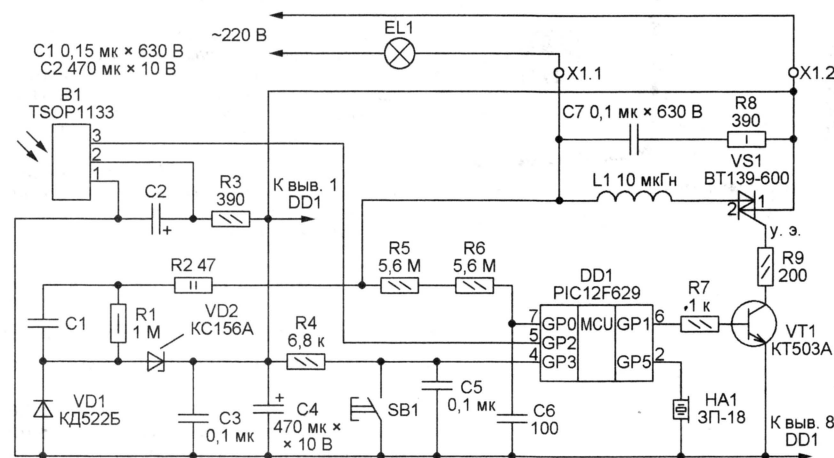 C1 0,15 мк × 630 В
C2 470 мк × 10 В
~220 В
EL1
X1.1
X1.2
B1
TSOP1133
3
2
1
C7 0,1 мк × 630 В
R8
390
VS1
BT139-600
L1 10 мкГн
2
1
у. э.
C2
+
R3
390
К выв. 1
DD1
R2 47
R5
5,6 М
R6
5,6 М
DD1
PIC12F629
R9
200
C1
R1
1 М
VD2
КС156А
R4
6,8 к
7
5
4
GP0
GP2
GP3
MCU
GP1
GP5
6
2
R7
1 к
VT1
КТ503А
VD1
КД522Б
C3
0,1 мк
+
C4
470 мк ×
× 10 В
SB1
C5
0,1 мк
C6
100
HA1
ЗП-18
К выв. 8
DD1